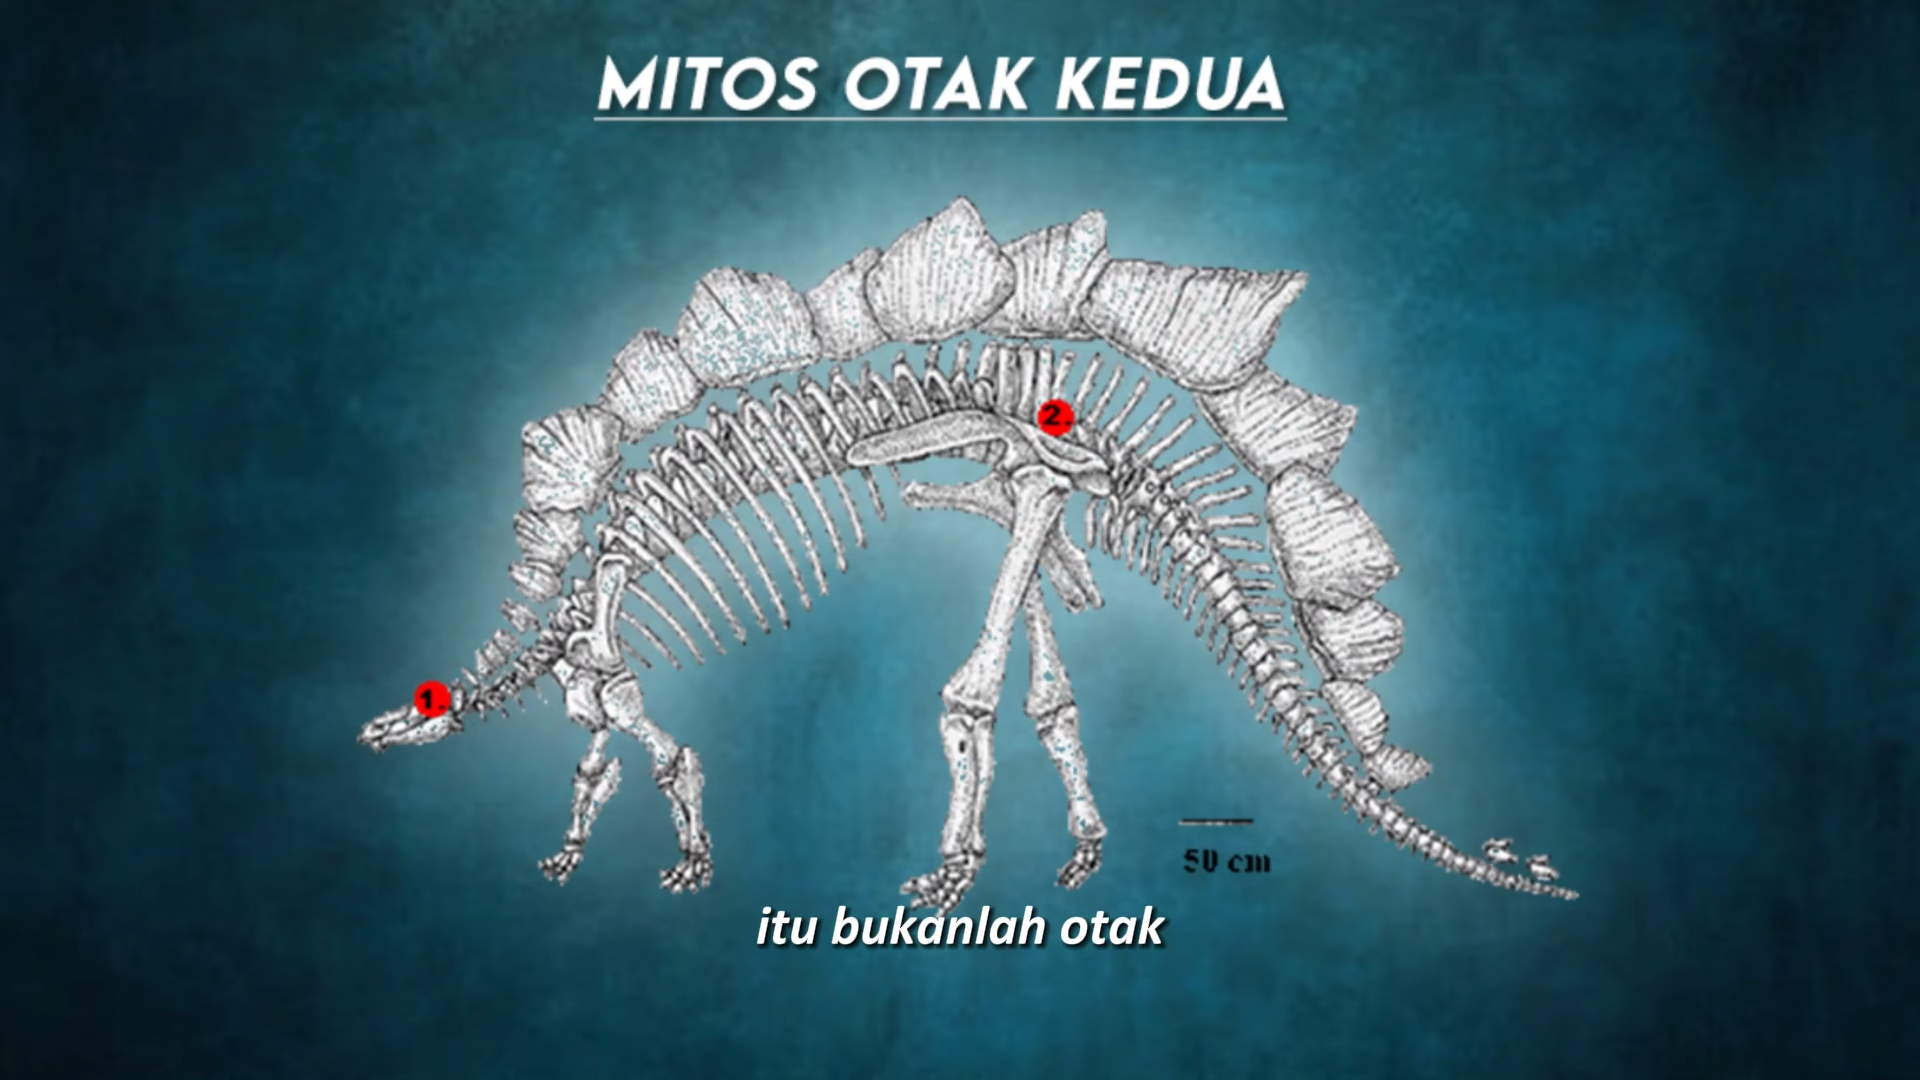 MITOS OTAK KEDUA
2.
1.
50 cm
itu bukanlah otak